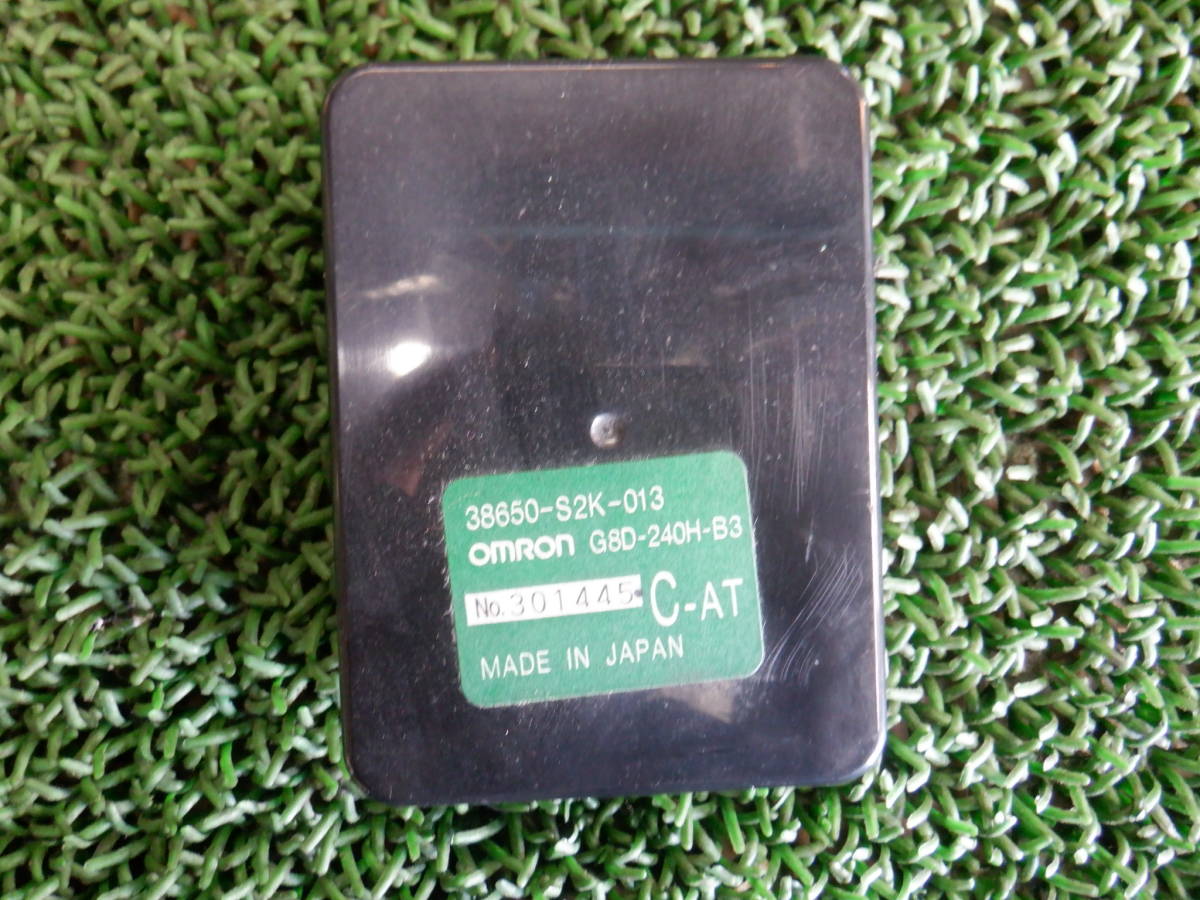 38650-S2K-013
OMRON G8D-240H-B3
No. 301445 C-AT
MADE IN JAPAN